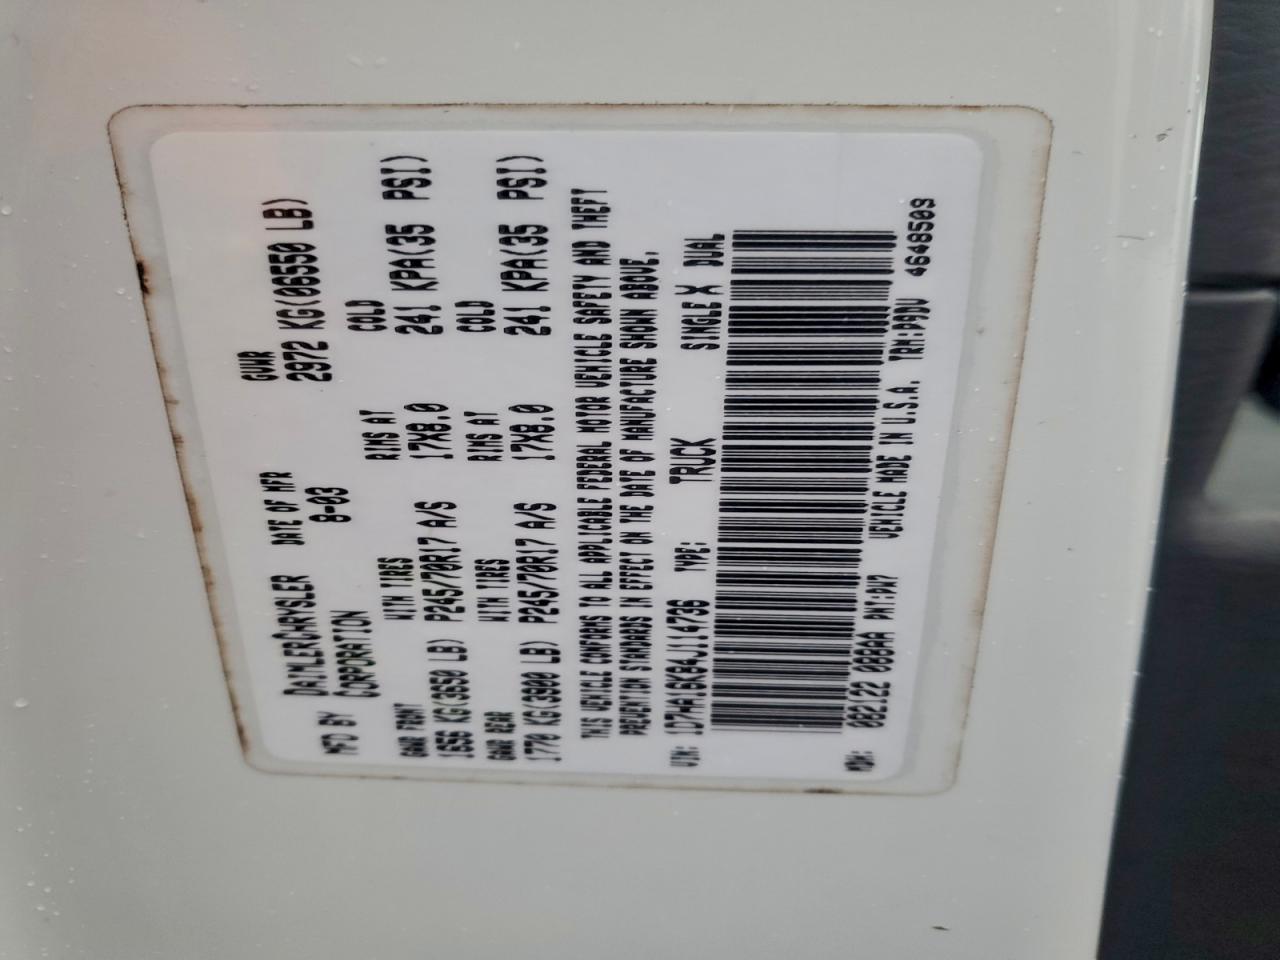 MFD BY DAIMLERCHRYSLER CORPORATION DATE OF MFR 8-03 GVWR 2972 KG(06550 LB)
GAWR FRONT WITH TIRES RIMS AT COLD
1656 KG(3650 LB) P245/70R17 A/S 17X8.0 241 KPA(35 PSI)
GAWR REAR WITH TIRES RIMS AT COLD
1770 KG(3900 LB) P245/70R17 A/S 17X8.0 241 KPA(35 PSI)
THIS VEHICLE CONFORMS TO ALL APPLICABLE FEDERAL MOTOR VEHICLE SAFETY AND THEFT
PREVENTION STANDARDS IN EFFECT ON THE DATE OF MANUFACTURE SHOWN ABOVE.
VIN: 1D7HA16K84J114736 TYPE: TRUCK SINGLE X DUAL
MDH: 082122 088AA PNT:PW7 VEHICLE MADE IN U.S.A. TRM:D9DV 4648509